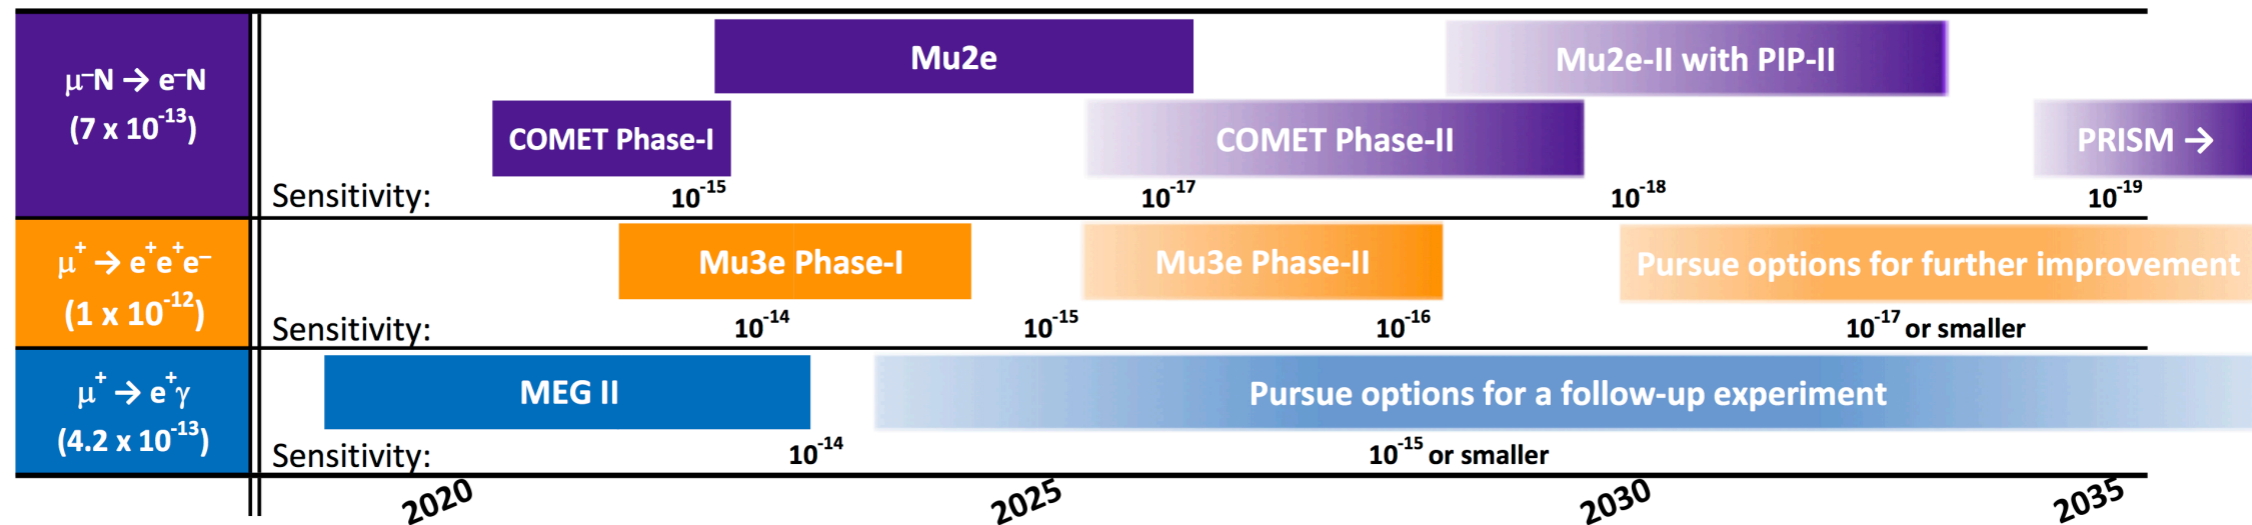 μ⁻N → e⁻N
(7 x 10⁻¹³)
Mu2e
Mu2e-II with PIP-II
COMET Phase-I
COMET Phase-II
PRISM →
Sensitivity: 10⁻¹⁵ 10⁻¹⁷ 10⁻¹⁸ 10⁻¹⁹
μ⁺ → e⁺e⁺e⁻
(1 x 10⁻¹²)
Mu3e Phase-I
Mu3e Phase-II
Pursue options for further improvement
Sensitivity: 10⁻¹⁴ 10⁻¹⁵ 10⁻¹⁶ 10⁻¹⁷ or smaller
μ⁺ → e⁺γ
(4.2 x 10⁻¹³)
MEG II
Pursue options for a follow-up experiment
Sensitivity: 10⁻¹⁴ 10⁻¹⁵ or smaller
2020 2025 2030 2035